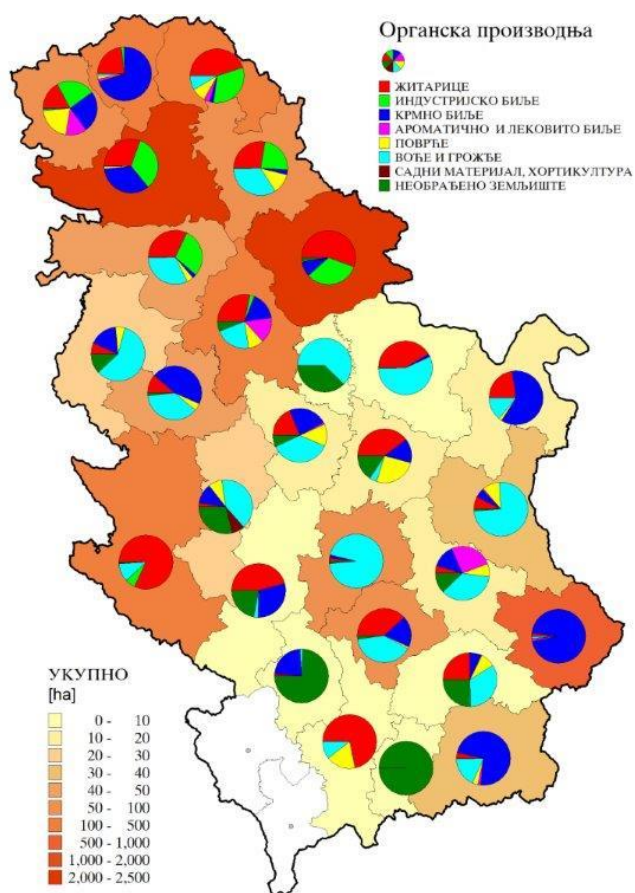 Органска производња
ЖИТАРИЦЕ
ИНДУСТРИЈСКО БИЉЕ
КРМНО БИЉЕ
АРОМАТИЧНО И ЛЕКОВИТО БИЉЕ
ПОВРЋЕ
ВОЋЕ И ГРОЖЂЕ
САДНИ МАТЕРИЈАЛ, ХОРТИКУЛТУРА
НЕОБРАЂЕНО ЗЕМЉИШТЕ
УКУПНО
[ha]
0 - 10
10 - 20
20 - 30
30 - 40
40 - 50
50 - 100
100 - 500
500 - 1,000
1,000 - 2,000
2,000 - 2,500